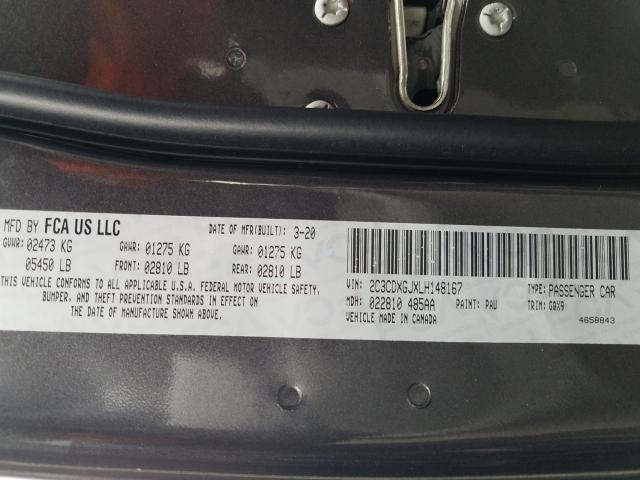 MFD BY FCA US LLC DATE OF MFR(BUILT): 3-20
GVWR: 02473 KG GAWR: 01275 KG GAWR: 01275 KG
05450 LB FRONT: 02810 LB REAR: 02810 LB
THIS VEHICLE CONFORMS TO ALL APPLICABLE U.S.A. FEDERAL MOTOR VEHICLE SAFETY,
BUMPER, AND THEFT PREVENTION STANDARDS IN EFFECT ON
THE DATE OF MANUFACTURE SHOWN ABOVE.
VIN: 2C3CDXGJXLH148167 TYPE: PASSENGER CAR
MDH: 022810 485AA PAINT: PAU TRIM: GDX9
VEHICLE MADE IN CANADA 4658843